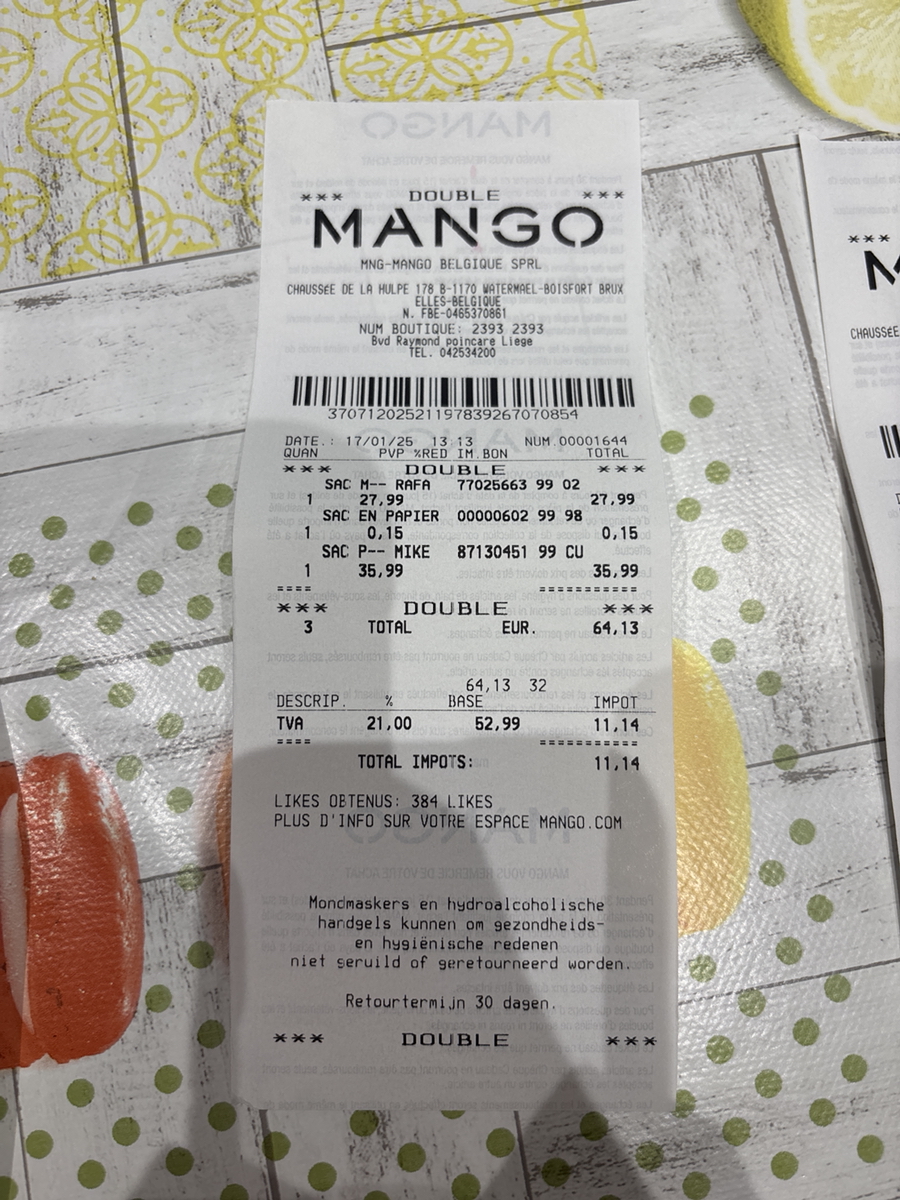 *** DOUBLE ***
MANGO
MNG-MANGO BELGIQUE SPRL
CHAUSSEE DE LA HULPE 178 B-1170 WATERMAEL-BOISFORT BRUX
ELLES-BELGIQUE
N. FBE-0465370861
NUM BOUTIQUE: 2393 2393
Bvd Raymond poincare Liege
TEL. 042534200
37071202521197839267070854
DATE.: 17/01/25 13:13 NUM.00001644
QUAN PVP %RED IM.BON TOTAL
*** DOUBLE ***
SAC M-- RAFA 77025663 99 02
1 27,99 27,99
SAC EN PAPIER 00000602 99 98
1 0,15 0,15
SAC P-- MIKE 87130451 99 CU
1 35,99 35,99
==== ===========
*** DOUBLE ***
3 TOTAL EUR. 64,13
64,13 32
DESCRIP. % BASE IMPOT
TVA 21,00 52,99 11,14
==== ===========
TOTAL IMPOTS: 11,14
LIKES OBTENUS: 384 LIKES
PLUS D'INFO SUR VOTRE ESPACE MANGO.COM
Mondmaskers en hydroalcoholische
handgels kunnen om gezondheids-
en hygiënische redenen
niet geruild of geretourneerd worden.
Retourtermijn 30 dagen.
*** DOUBLE ***
***
M
CHAUSSEE